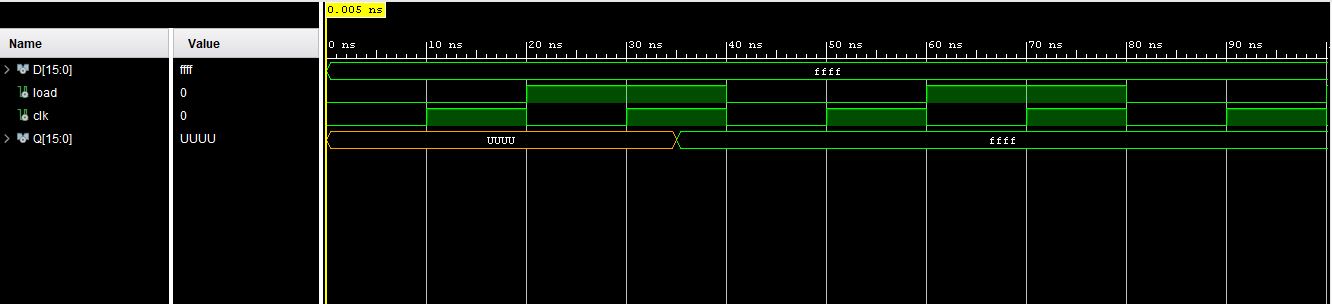 0.005 ns
Name Value
0 ns 10 ns 20 ns 30 ns 40 ns 50 ns 60 ns 70 ns 80 ns 90 ns
D[15:0] ffff ffff
load 0
clk 0
Q[15:0] UUUU UUUU ffff